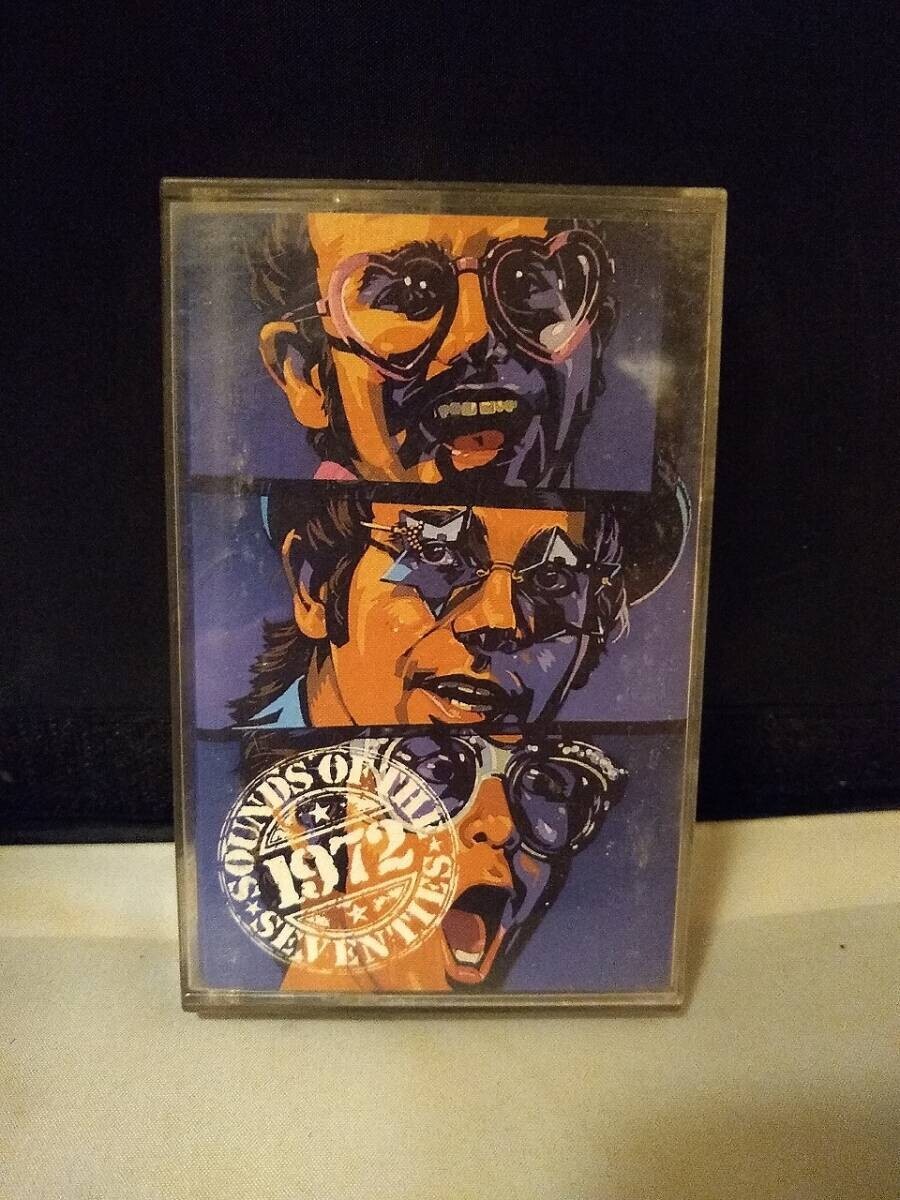 SOUNDS OF THE
1972
SEVENTIES